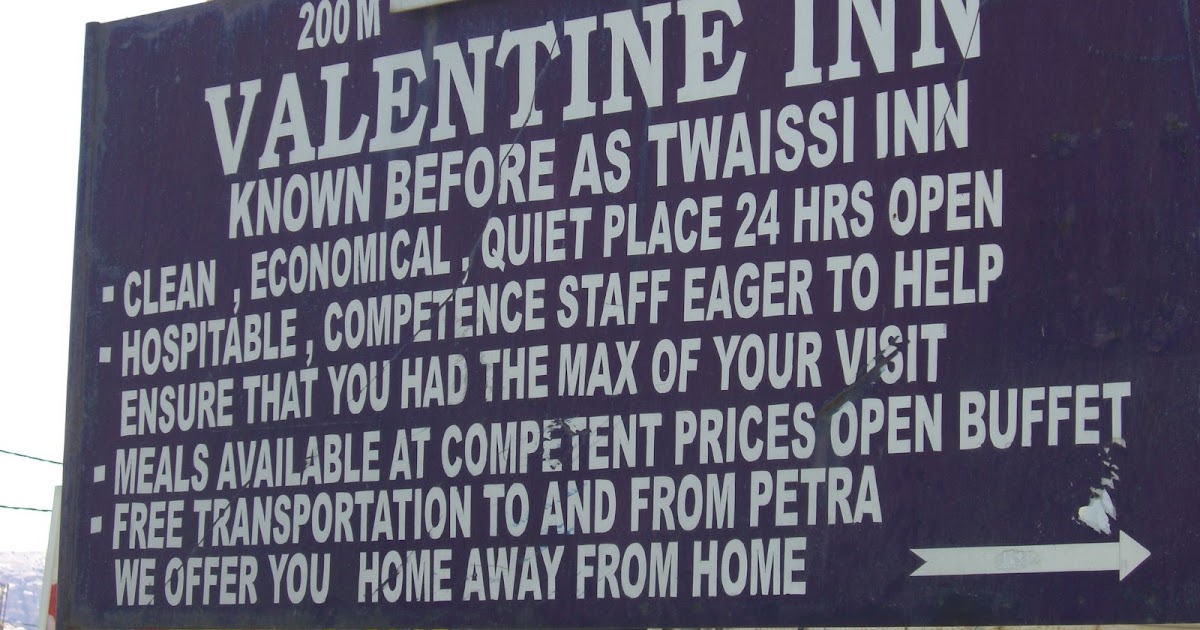 200 M
VALENTINE INN
KNOWN BEFORE AS TWAISSI INN
▪ CLEAN , ECONOMICAL , QUIET PLACE 24 HRS OPEN
▪ HOSPITABLE , COMPETENCE STAFF EAGER TO HELP
ENSURE THAT YOU HAD THE MAX OF YOUR VISIT
▪ MEALS AVAILABLE AT COMPETENT PRICES OPEN BUFFET
▪ FREE TRANSPORTATION TO AND FROM PETRA
WE OFFER YOU HOME AWAY FROM HOME